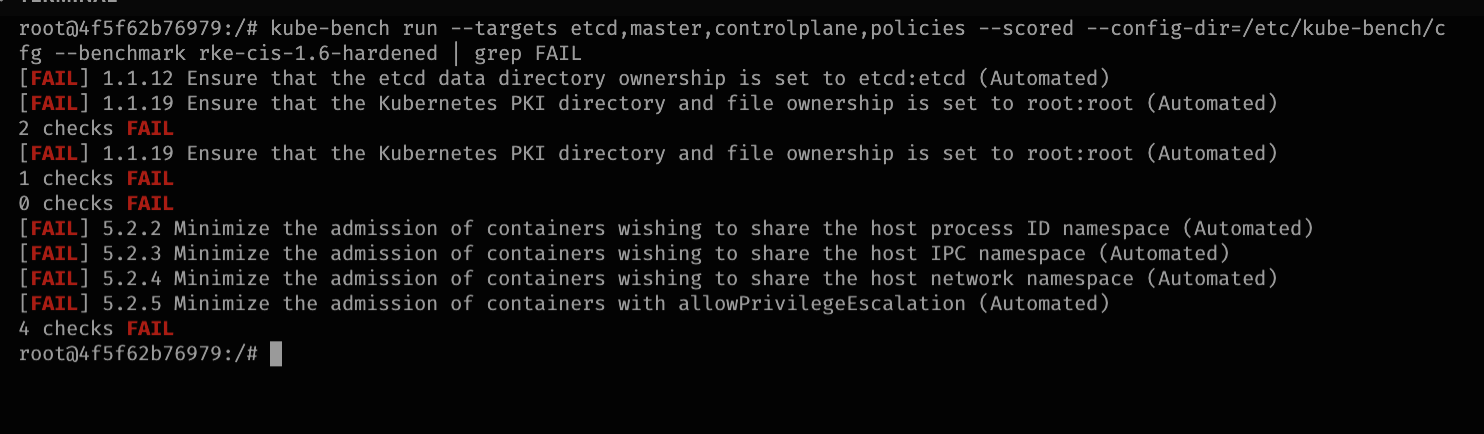 TERMINAL
root@4f5f62b76979:/# kube-bench run --targets etcd,master,controlplane,policies --scored --config-dir=/etc/kube-bench/c
fg --benchmark rke-cis-1.6-hardened | grep FAIL
[FAIL] 1.1.12 Ensure that the etcd data directory ownership is set to etcd:etcd (Automated)
[FAIL] 1.1.19 Ensure that the Kubernetes PKI directory and file ownership is set to root:root (Automated)
2 checks FAIL
[FAIL] 1.1.19 Ensure that the Kubernetes PKI directory and file ownership is set to root:root (Automated)
1 checks FAIL
0 checks FAIL
[FAIL] 5.2.2 Minimize the admission of containers wishing to share the host process ID namespace (Automated)
[FAIL] 5.2.3 Minimize the admission of containers wishing to share the host IPC namespace (Automated)
[FAIL] 5.2.4 Minimize the admission of containers wishing to share the host network namespace (Automated)
[FAIL] 5.2.5 Minimize the admission of containers with allowPrivilegeEscalation (Automated)
4 checks FAIL
root@4f5f62b76979:/#